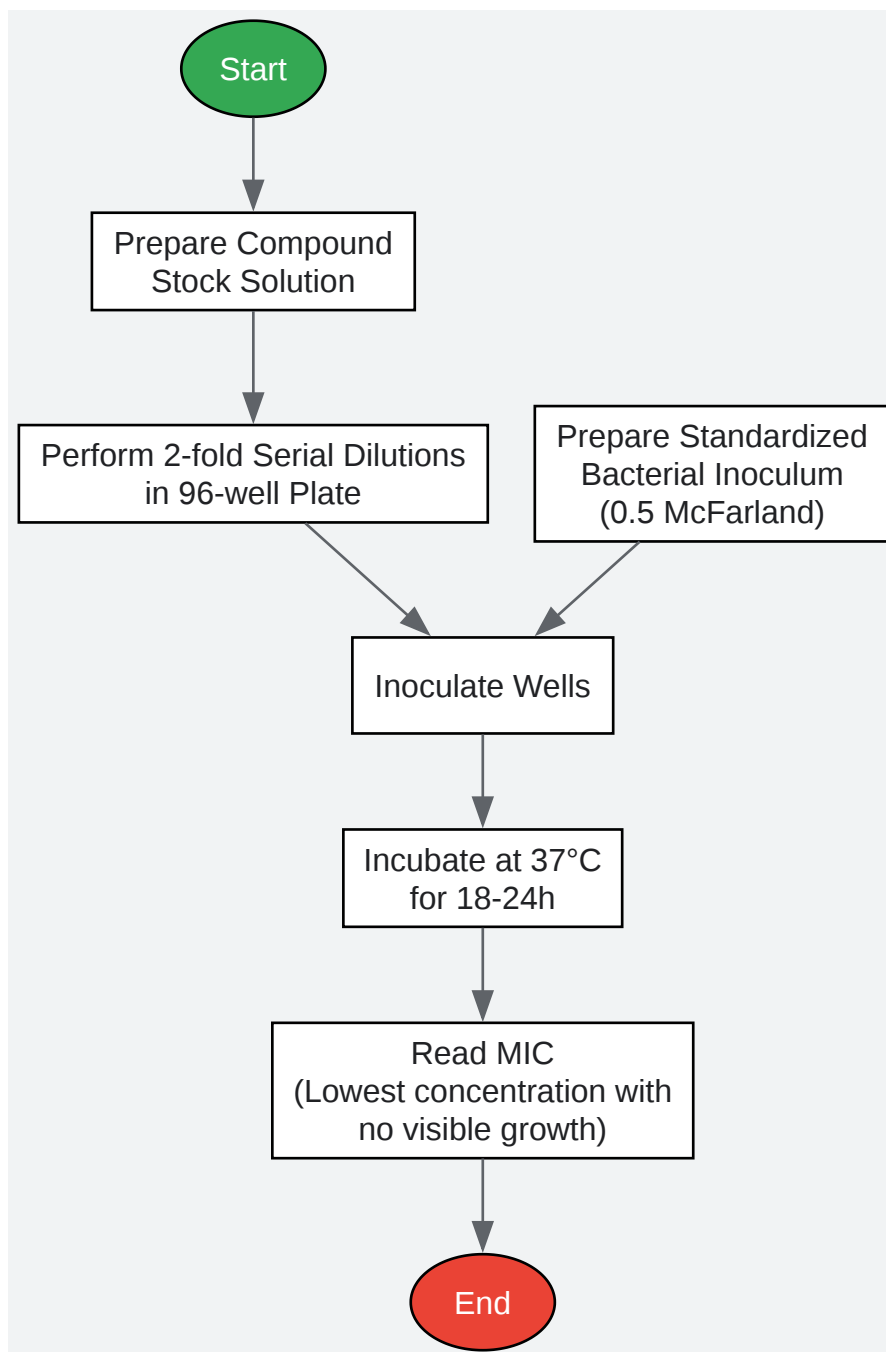 Start
Prepare Compound
Stock Solution
Perform 2-fold Serial Dilutions
in 96-well Plate
Prepare Standardized
Bacterial Inoculum
(0.5 McFarland)
Inoculate Wells
Incubate at 37°C
for 18-24h
Read MIC
(Lowest concentration with
no visible growth)
End